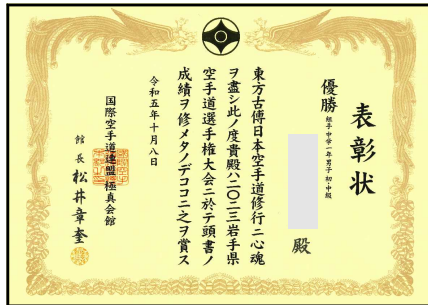 表彰状
優勝 組手 中学一年男子 初・中級
殿
東方古傳日本空手道修行ニ心魂
ヲ盡シ此ノ度貴殿ハ二〇二三岩手県
空手道選手権大会ニ於テ頭書ノ
成績ヲ修メタノデココニ之ヲ賞ス
令和五年十月八日
国際空手道連盟極真会館
館長 松井章奎